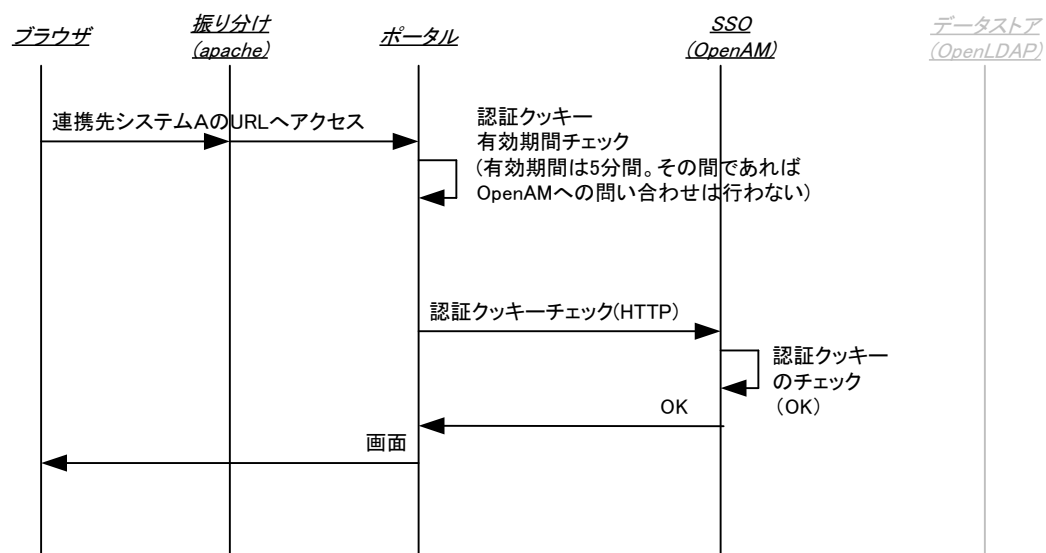 ブラウザ
振り分け
(apache)
ポータル
SSO
(OpenAM)
データストア
(OpenLDAP)
連携先システムAのURLへアクセス
認証クッキー
有効期間チェック
(有効期間は5分間。その間であれば
OpenAMへの問い合わせは行わない)
認証クッキーチェック(HTTP)
認証クッキー
のチェック
(OK)
OK
画面